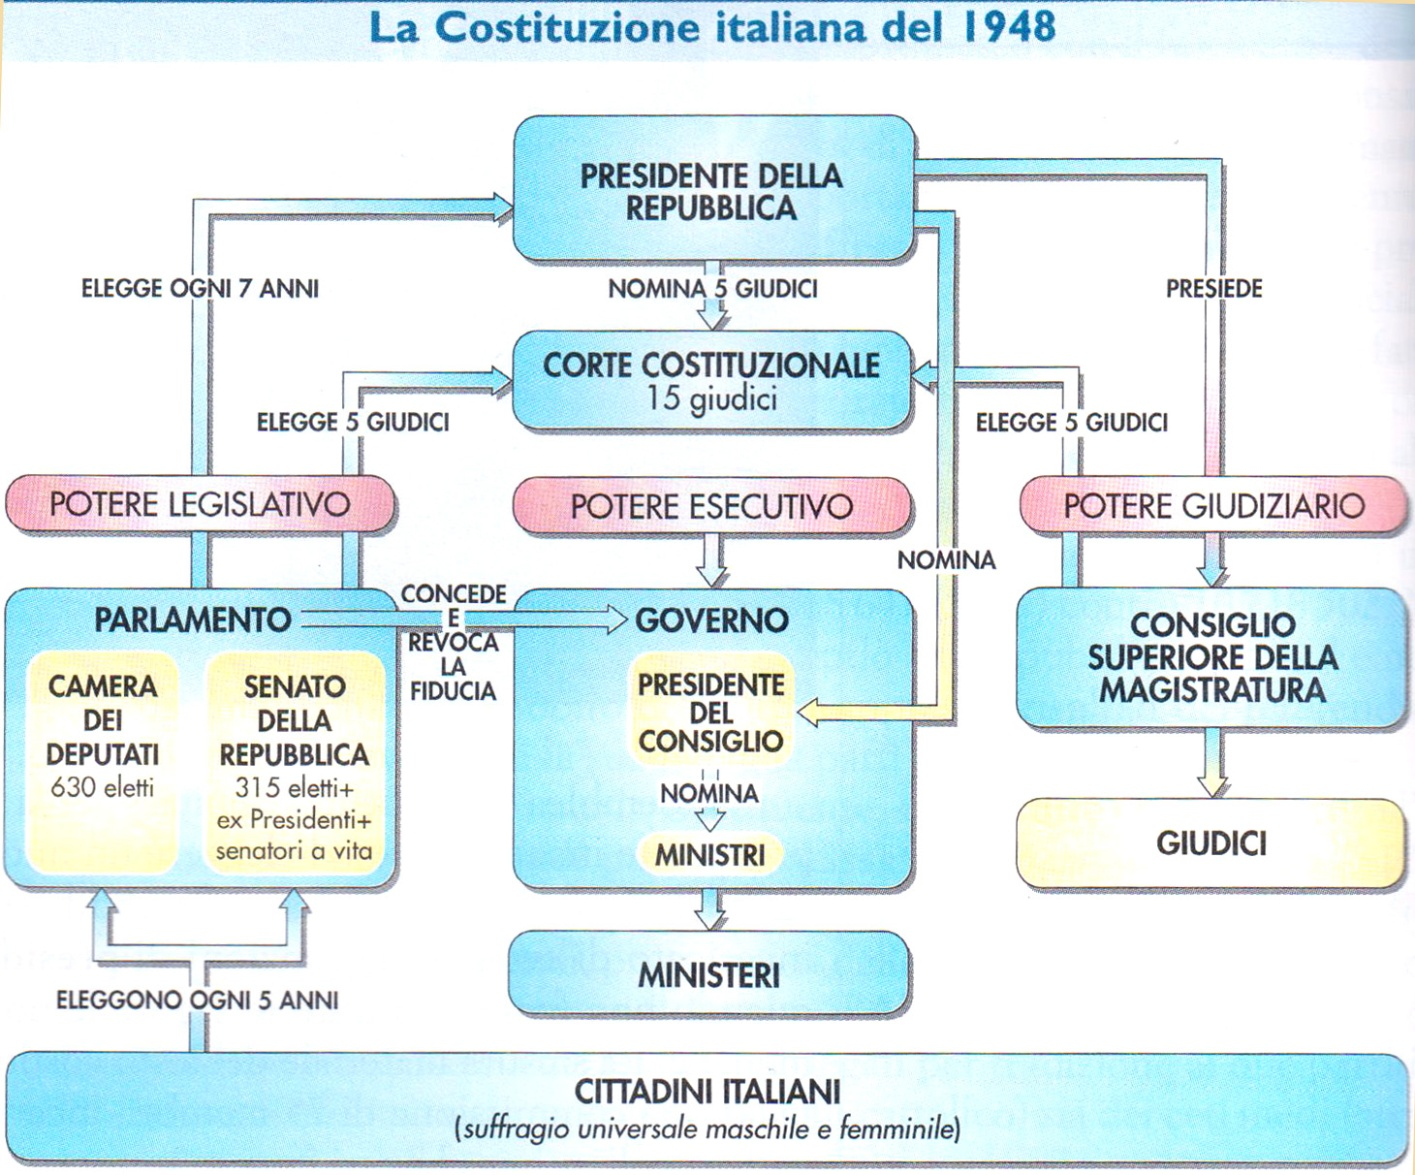 La Costituzione italiana del 1948
PRESIDENTE DELLA
REPUBBLICA
ELEGGE OGNI 7 ANNI
NOMINA 5 GIUDICI
PRESIEDE
CORTE COSTITUZIONALE
15 giudici
ELEGGE 5 GIUDICI
ELEGGE 5 GIUDICI
POTERE LEGISLATIVO
POTERE ESECUTIVO
POTERE GIUDIZIARIO
NOMINA
PARLAMENTO
CONCEDE
E
REVOCA
LA
FIDUCIA
GOVERNO
CONSIGLIO
SUPERIORE DELLA
MAGISTRATURA
CAMERA
DEI
DEPUTATI
630 eletti
SENATO
DELLA
REPUBBLICA
315 eletti+
ex Presidenti+
senatori a vita
PRESIDENTE
DEL
CONSIGLIO
NOMINA
MINISTRI
GIUDICI
MINISTERI
ELEGGONO OGNI 5 ANNI
CITTADINI ITALIANI
(suffragio universale maschile e femminile)